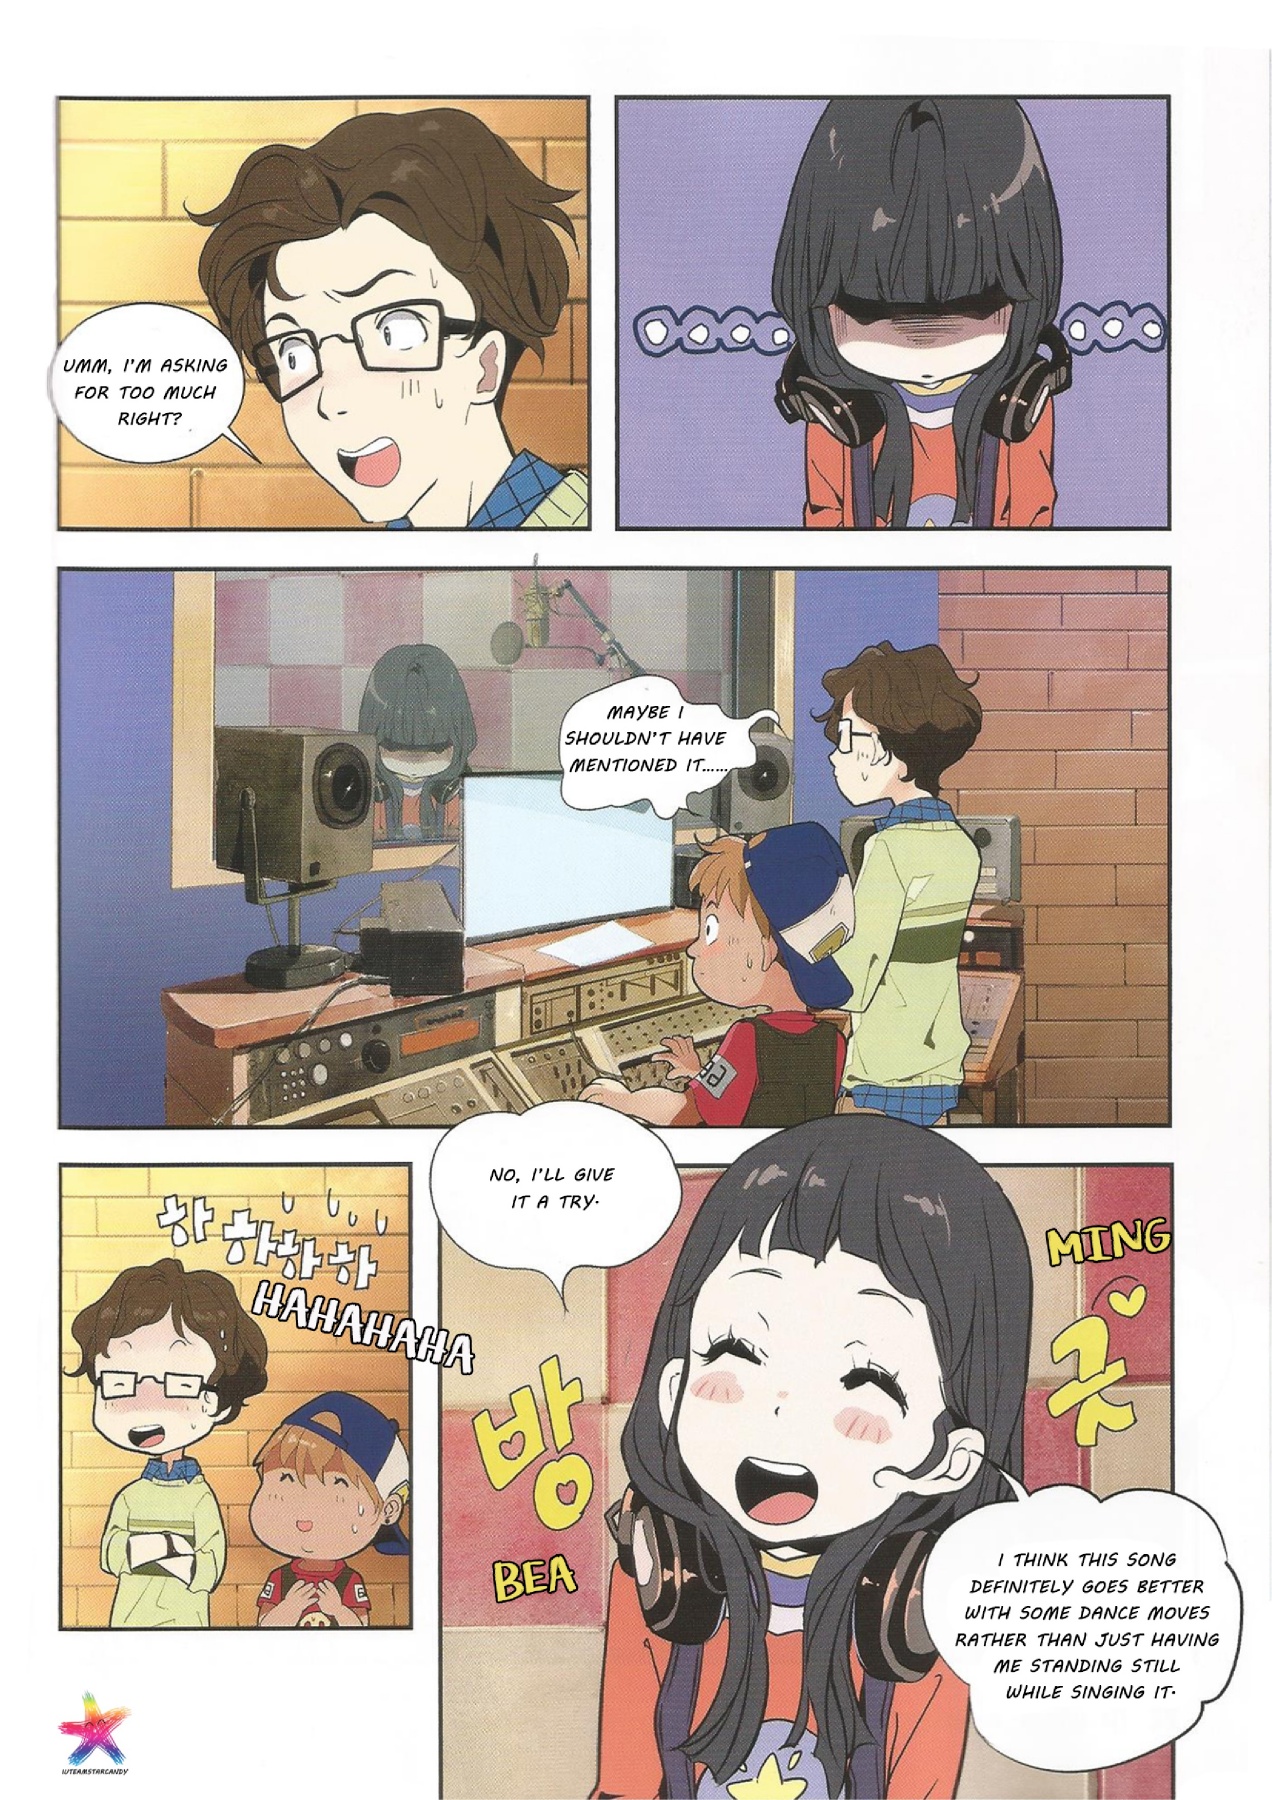 UMM, I'M ASKING
FOR TOO MUCH
RIGHT?
MAYBE I
SHOULDN'T HAVE
MENTIONED IT......
하하하하
HAHAHAHA
NO, I'LL GIVE
IT A TRY.
MING
긋
방
BEA
I THINK THIS SONG
DEFINITELY GOES BETTER
WITH SOME DANCE MOVES
RATHER THAN JUST HAVING
ME STANDING STILL
WHILE SINGING IT.
IUTEAMSTARCANDY